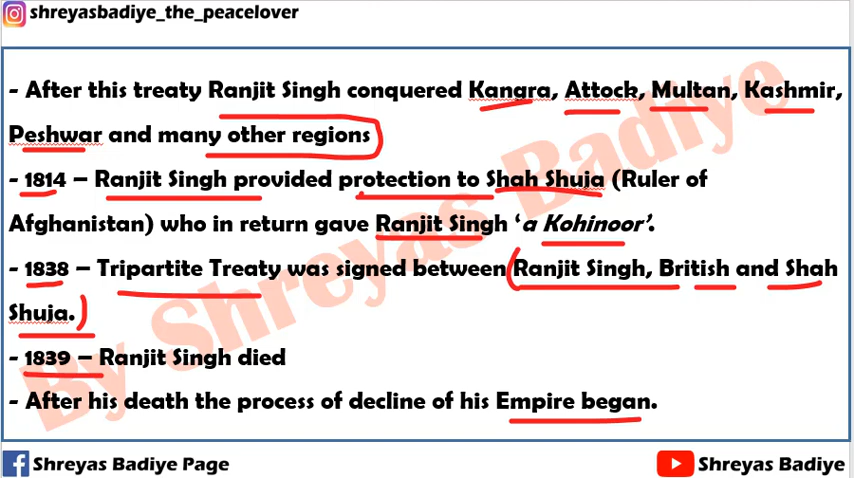 shreyasbadiye_the_peacelover
- After this treaty Ranjit Singh conquered Kangra, Attock, Multan, Kashmir,
Peshwar and many other regions
- 1814 – Ranjit Singh provided protection to Shah Shuja (Ruler of
Afghanistan) who in return gave Ranjit Singh ‘a Kohinoor’.
- 1838 – Tripartite Treaty was signed between Ranjit Singh, British and Shah
Shuja.
- 1839 – Ranjit Singh died
- After his death the process of decline of his Empire began.
By Shreyas Badiye
Shreyas Badiye Page
Shreyas Badiye